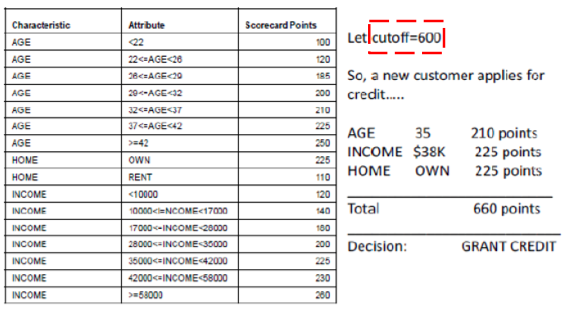 Characteristic Attribute Scorecard Points
AGE <22 100
AGE 22<=AGE<26 120
AGE 26<=AGE<29 185
AGE 29<=AGE<32 200
AGE 32<=AGE<37 210
AGE 37<=AGE<42 225
AGE >=42 250
HOME OWN 225
HOME RENT 110
INCOME <10000 120
INCOME 10000<=INCOME<17000 140
INCOME 17000<=INCOME<28000 180
INCOME 28000<=INCOME<35000 200
INCOME 35000<=INCOME<42000 225
INCOME 42000<=INCOME<58000 230
INCOME >=58000 260
Let cutoff=600
So, a new customer applies for
credit.....
AGE 35 210 points
INCOME $38K 225 points
HOME OWN 225 points
Total 660 points
Decision: GRANT CREDIT